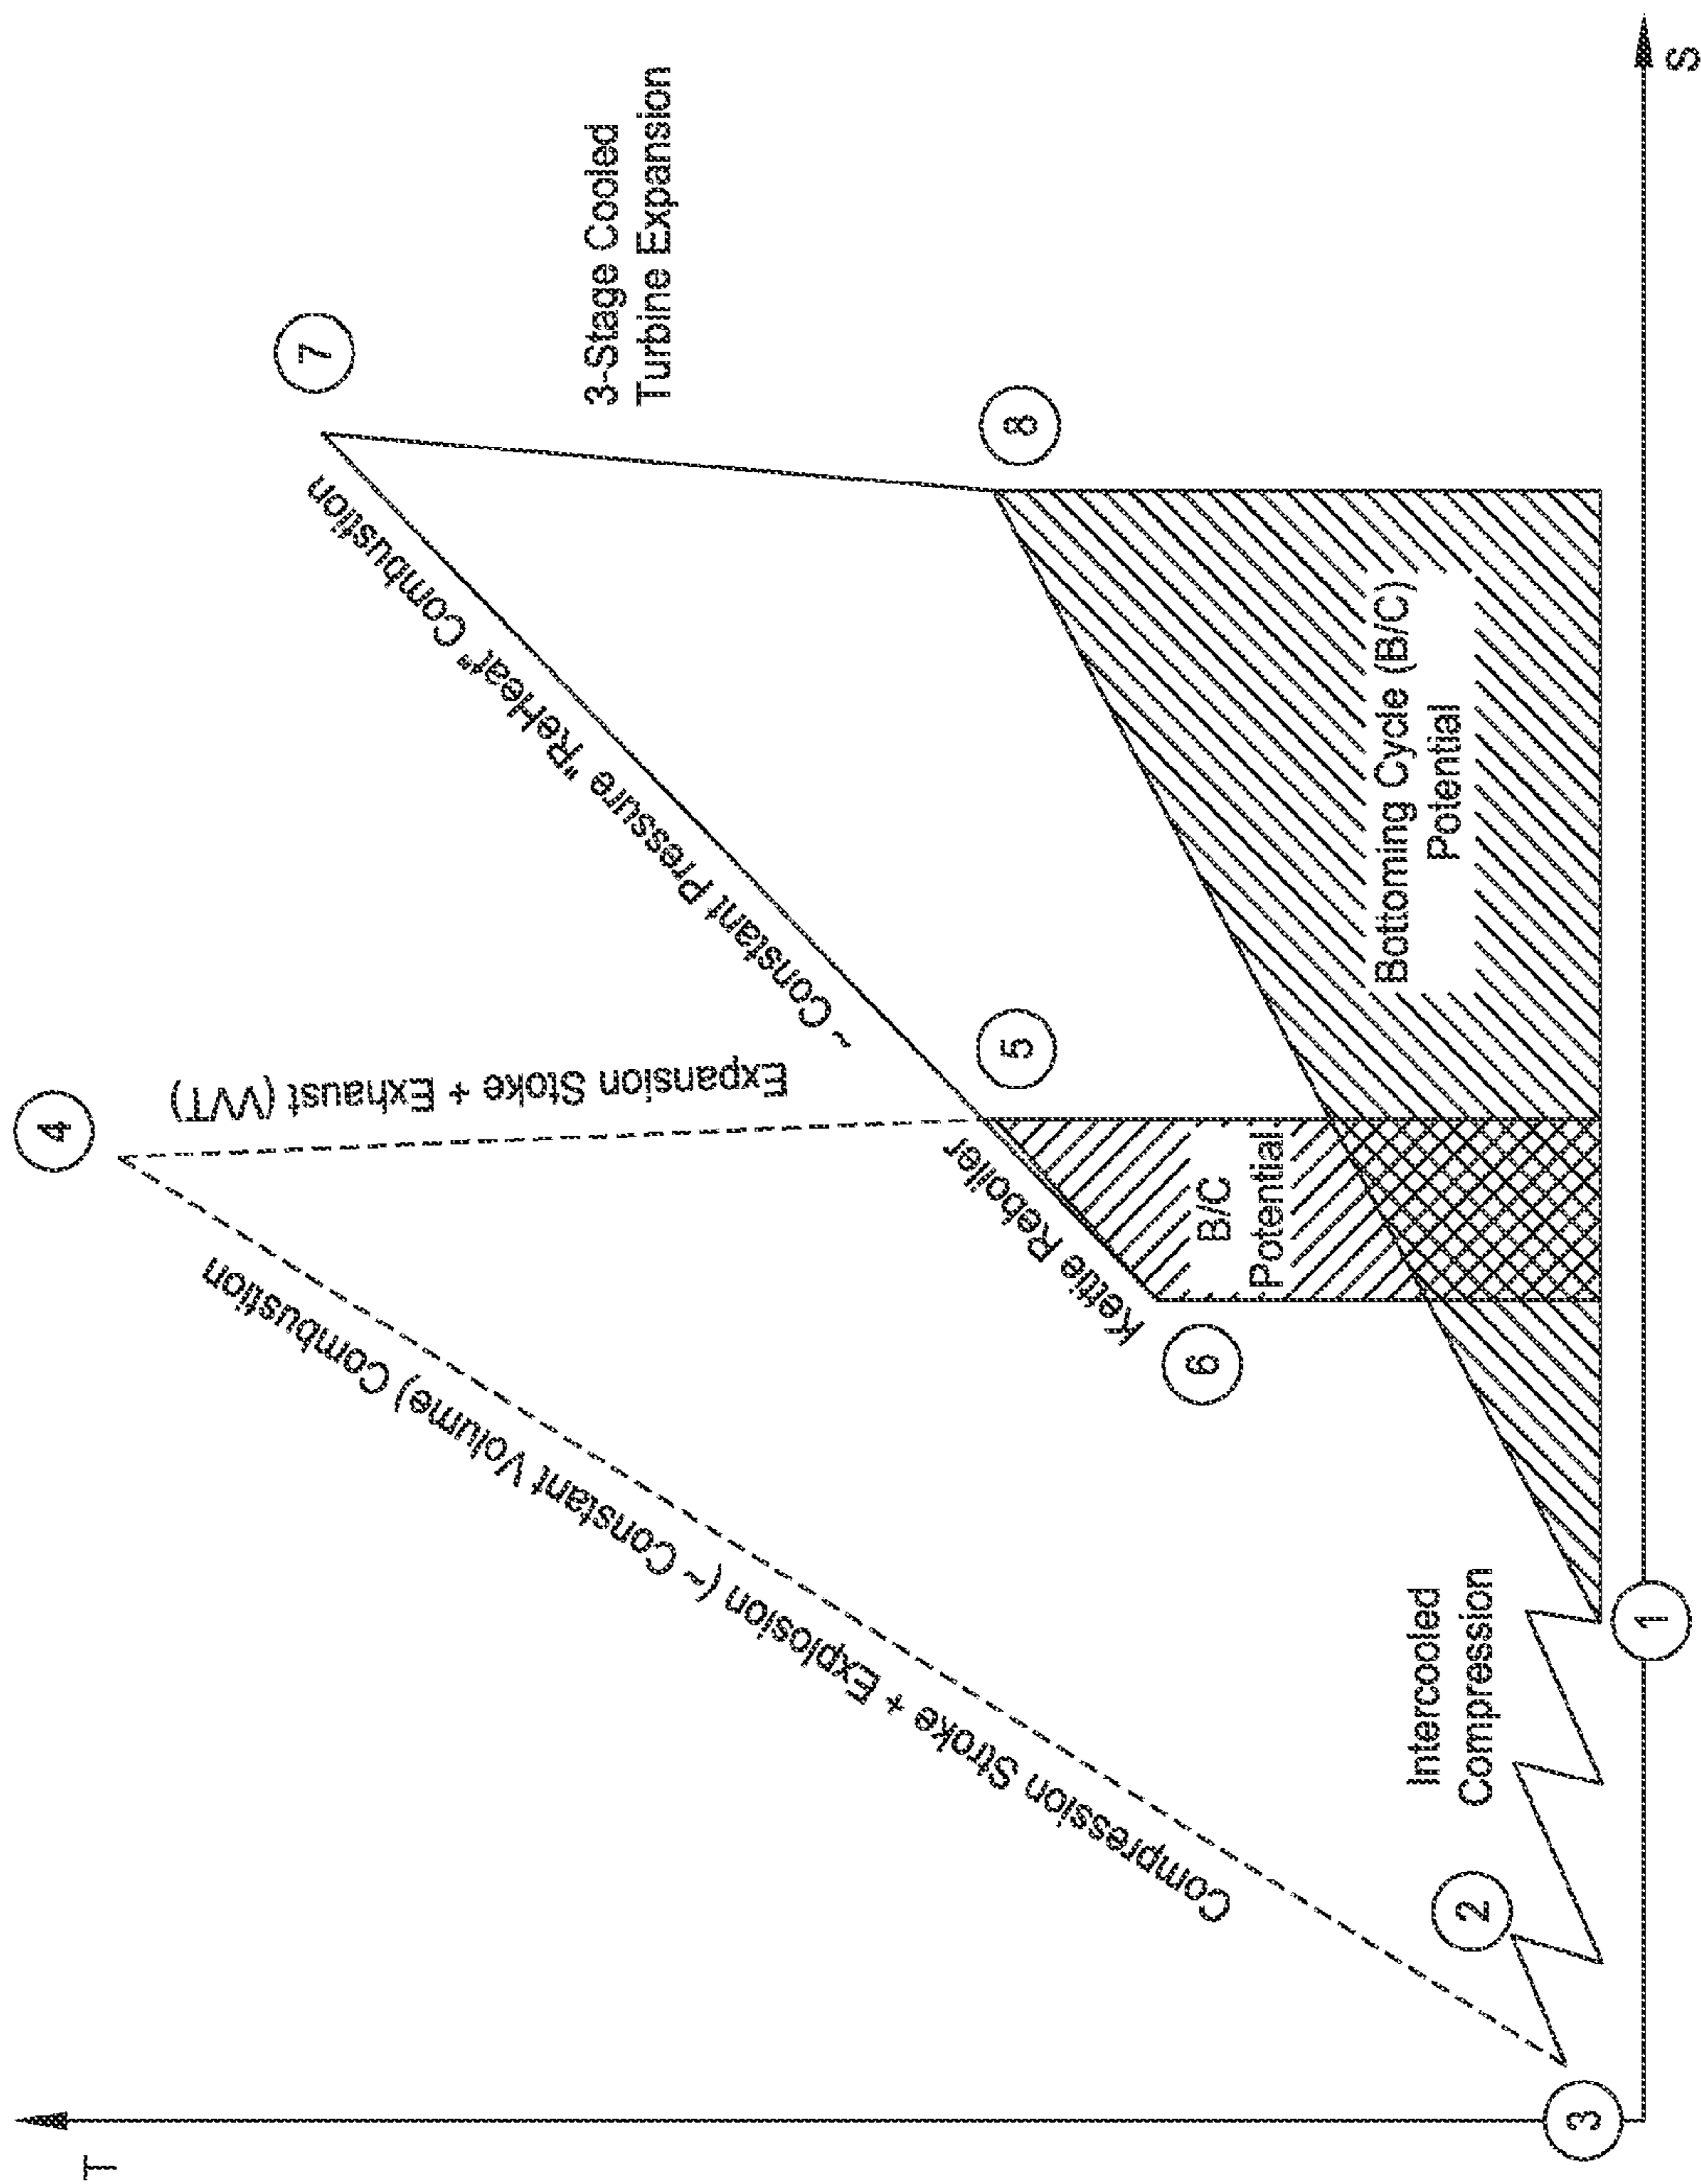 T
4
Expansion Stoke + Exhaust (VVT)
Compression Stroke + Explosion (~ Constant Volume) Combustion
7
~ Constant Pressure "ReHeat" Combustion
3-Stage Cooled
Turbine Expansion
5
8
Kettle Reboiler
6
B/C
Potential
Bottoming Cycle (B/C)
Potential
Intercooled
Compression
2
3
1
S